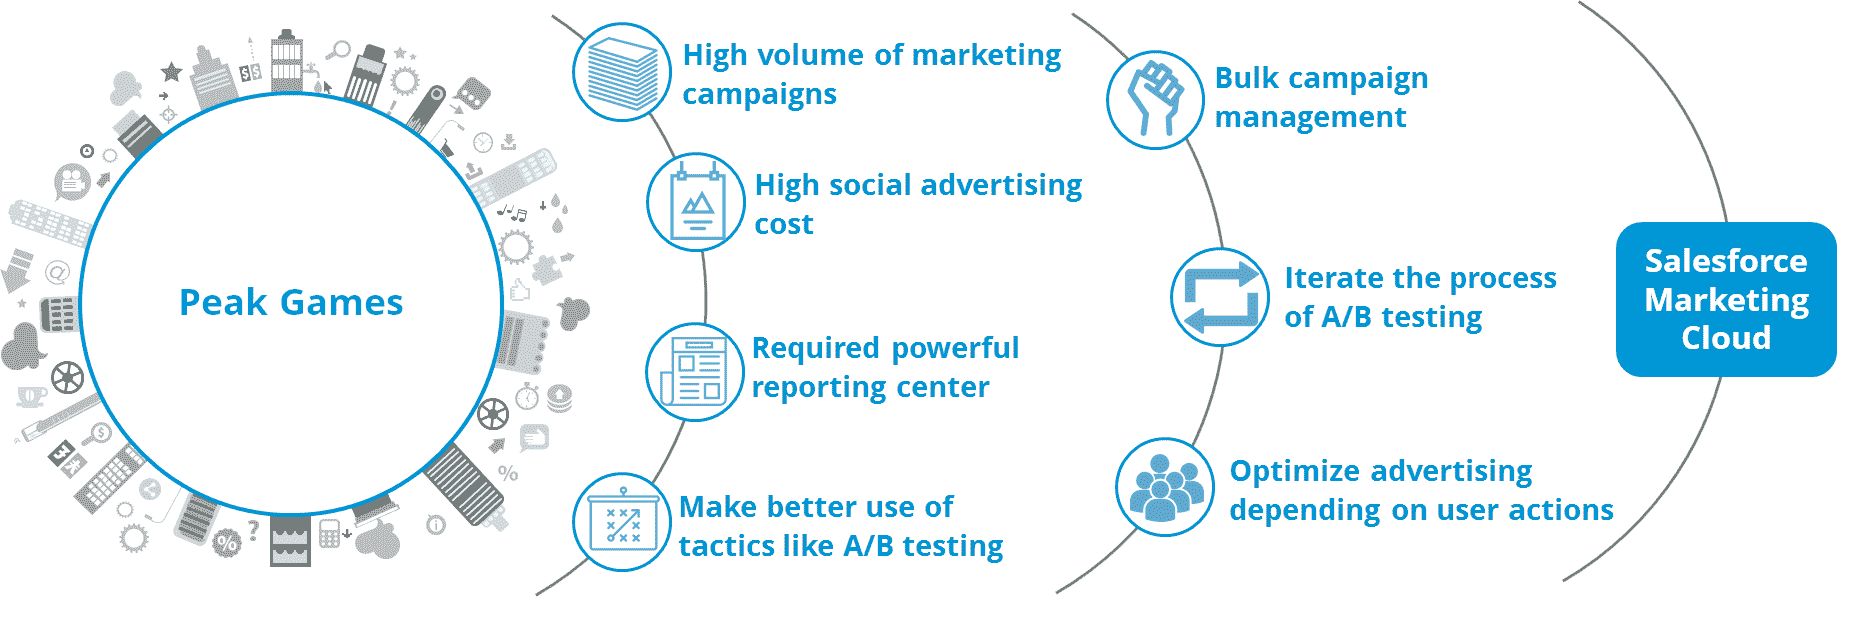 Peak Games
High volume of marketing
campaigns
High social advertising
cost
Required powerful
reporting center
Make better use of
tactics like A/B testing
Bulk campaign
management
Iterate the process
of A/B testing
Optimize advertising
depending on user actions
Salesforce
Marketing
Cloud